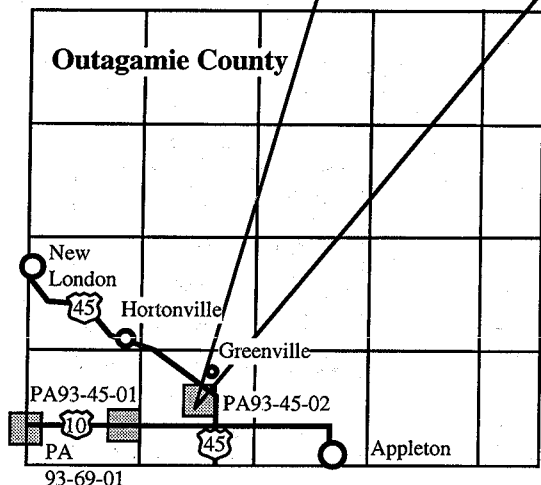 Outagamie County
New
London
45
Hortonville
Greenville
PA93-45-01
PA93-45-02
10
45
Appleton
PA
93-69-01